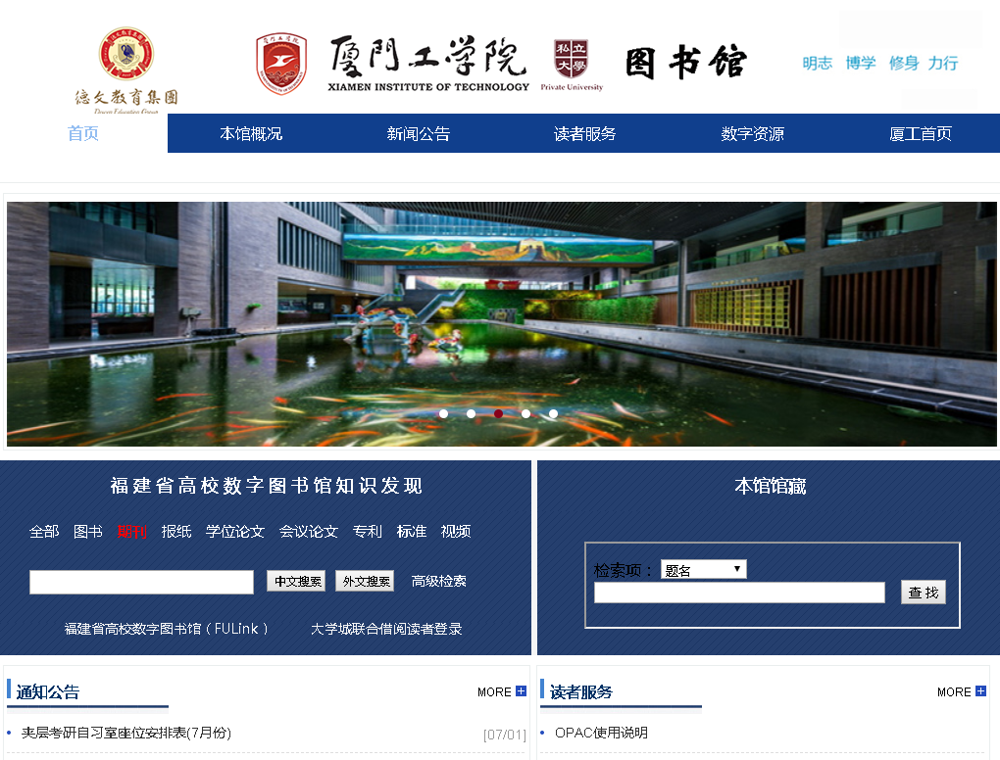 德文教育集团
Dewen Education Group
厦門工学院
XIAMEN INSTITUTE OF TECHNOLOGY
私立大學
Private University
图书馆
明志 博学 修身 力行
首页 本馆概况 新闻公告 读者服务 数字资源 厦工首页
福建省高校数字图书馆知识发现
全部 图书 期刊 报纸 学位论文 会议论文 专利 标准 视频
中文搜索 外文搜索 高级检索
福建省高校数字图书馆（FULink） 大学城联合借阅读者登录
本馆馆藏
检索项： 题名
查 找
通知公告 MORE
夹层考研自习室座位安排表(7月份) [07/01]
读者服务 MORE
OPAC使用说明